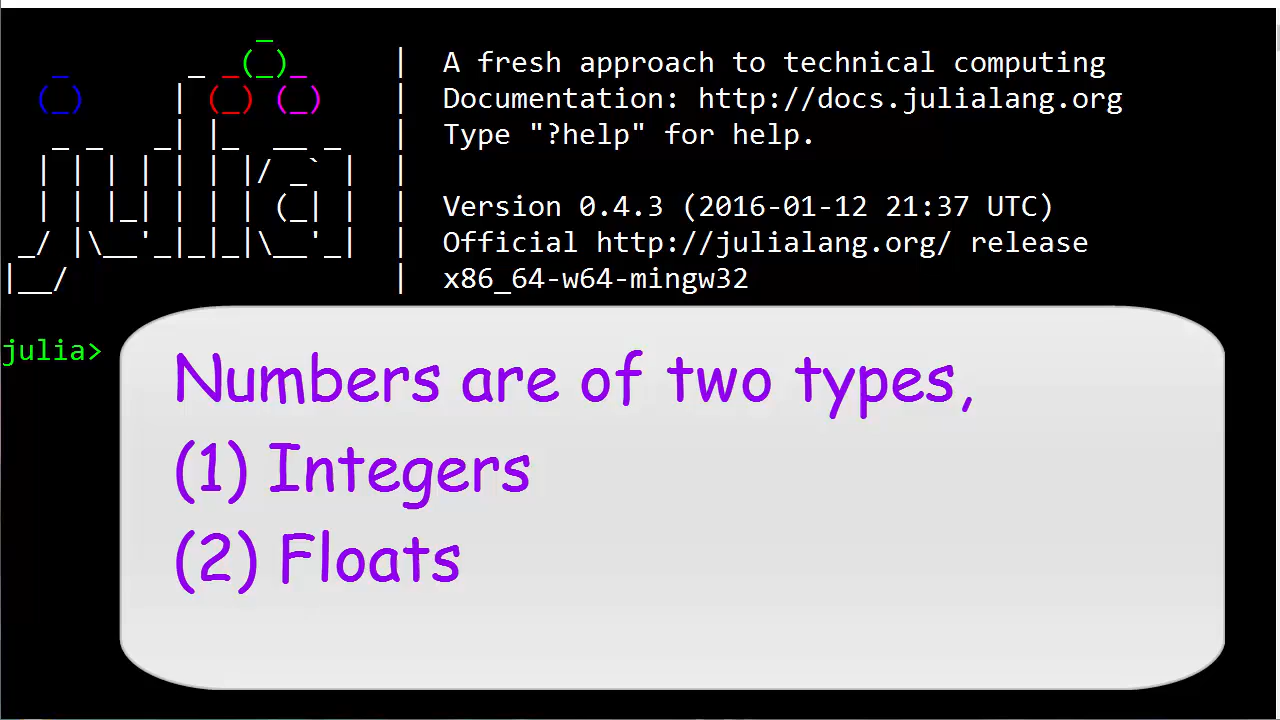 julia
A fresh approach to technical computing
Documentation: http://docs.julialang.org
Type "?help" for help.
Version 0.4.3 (2016-01-12 21:37 UTC)
Official http://julialang.org/ release
x86_64-w64-mingw32
julia>
Numbers are of two types,
(1) Integers
(2) Floats